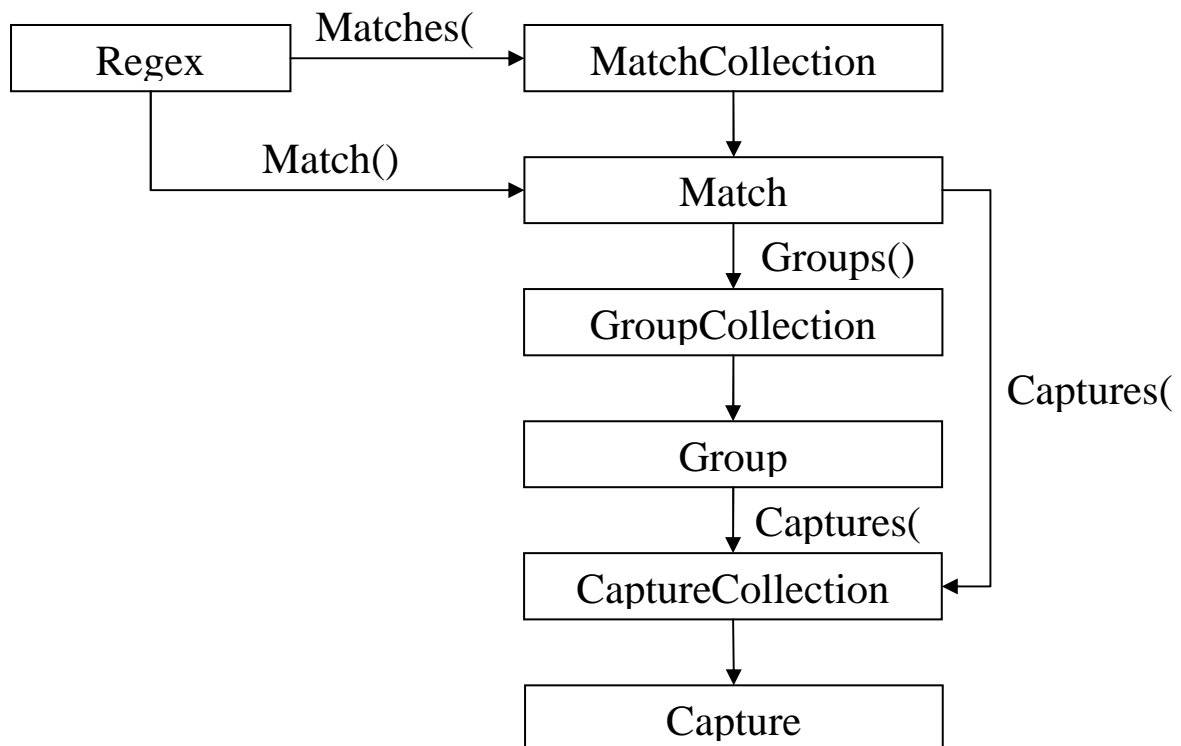 Matches(
Regex
MatchCollection
Match()
Match
Groups()
GroupCollection
Captures(
Group
Captures(
CaptureCollection
Capture